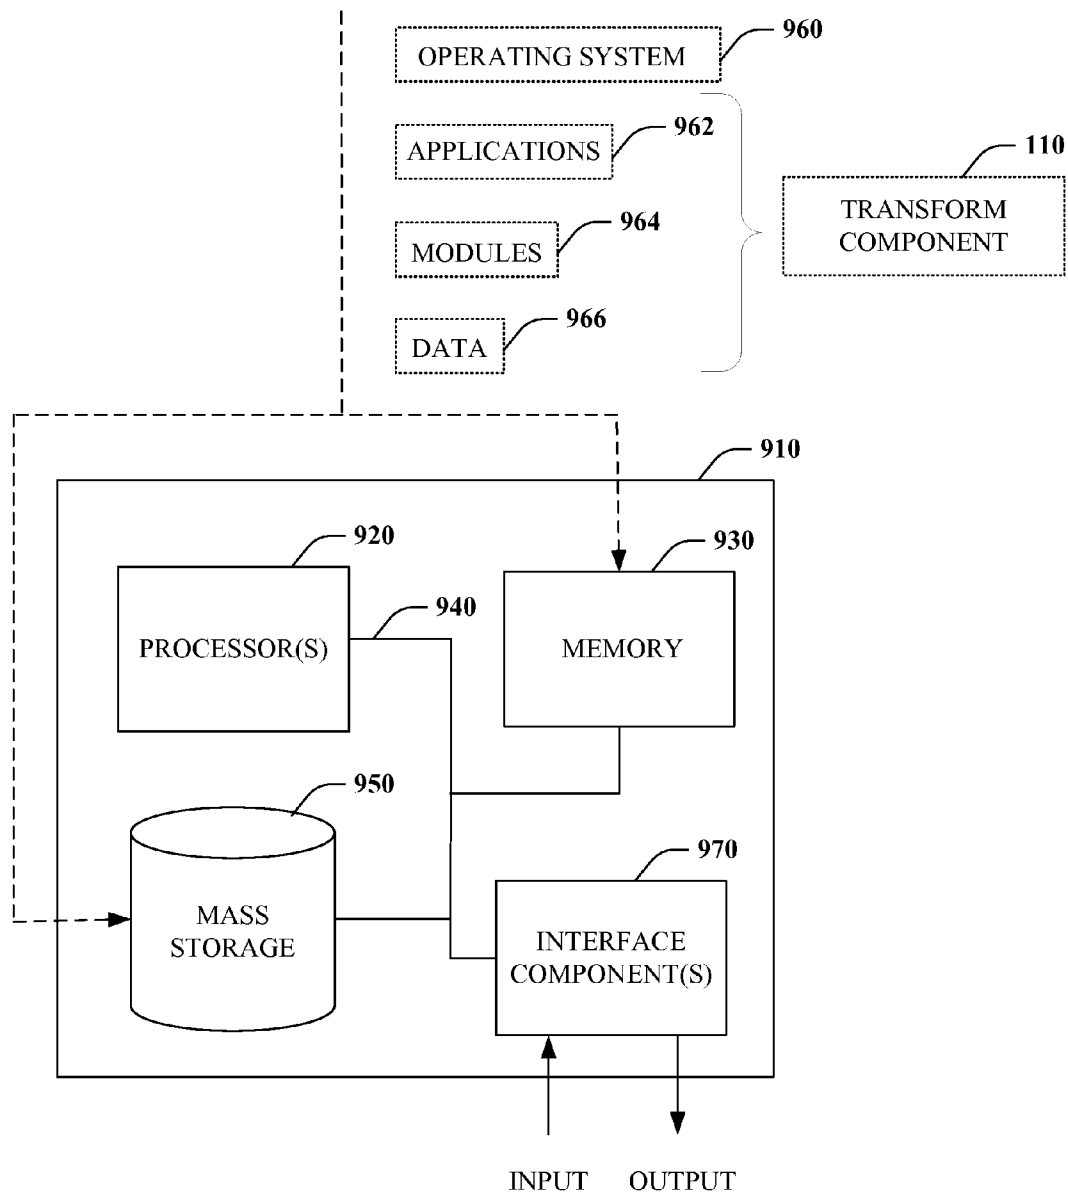 960
OPERATING SYSTEM
962
APPLICATIONS
110
TRANSFORM
COMPONENT
964
MODULES
966
DATA
910
920
930
PROCESSOR(S)
940
MEMORY
950
MASS
STORAGE
970
INTERFACE
COMPONENT(S)
INPUT
OUTPUT